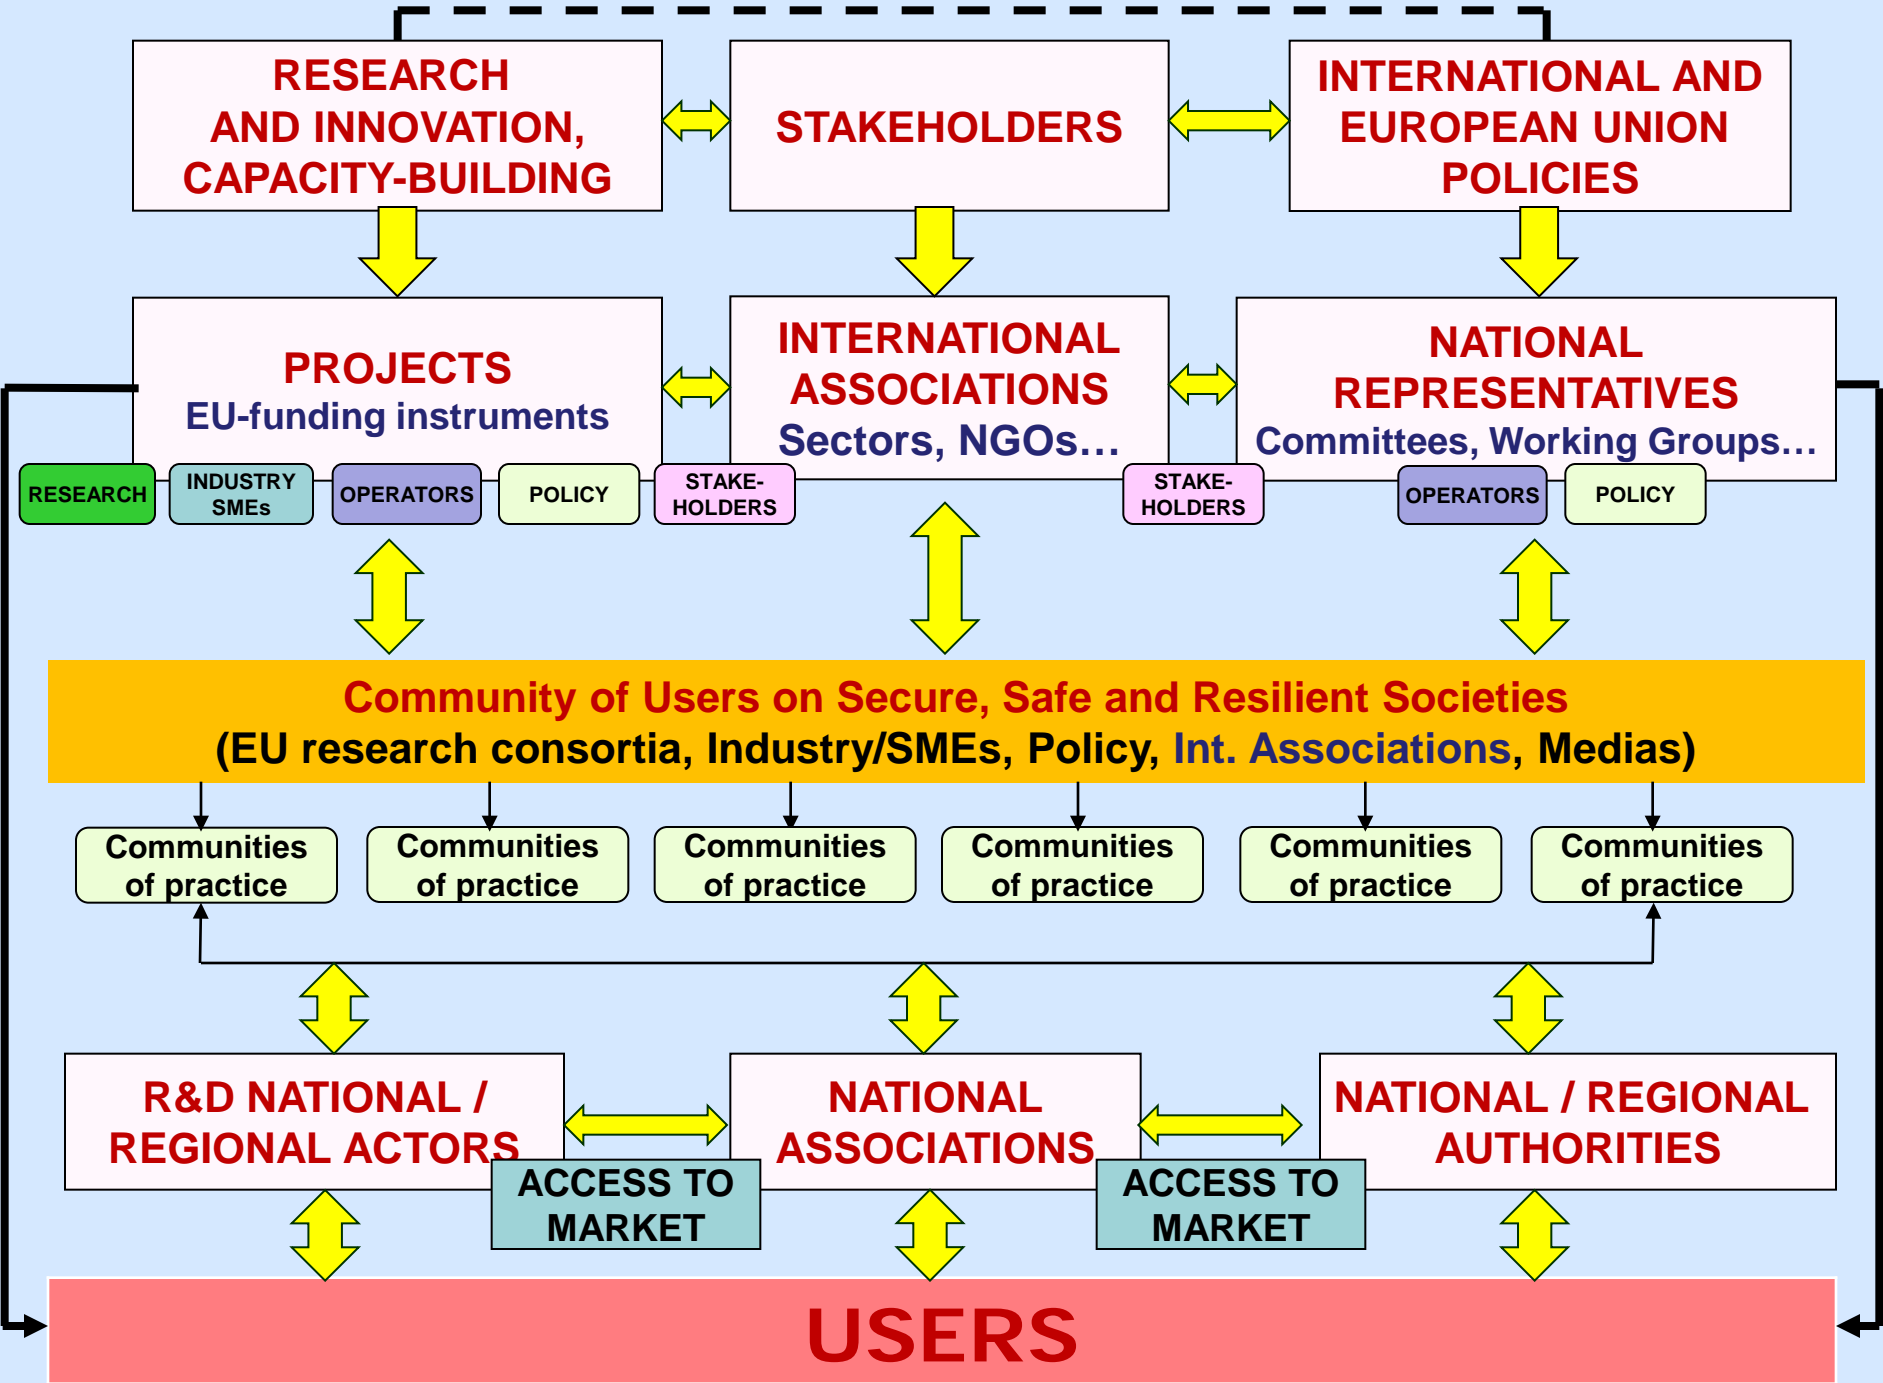 RESEARCH
AND INNOVATION,
CAPACITY-BUILDING
STAKEHOLDERS
INTERNATIONAL AND
EUROPEAN UNION
POLICIES
PROJECTS
EU-funding instruments
INTERNATIONAL
ASSOCIATIONS
Sectors, NGOs…
NATIONAL
REPRESENTATIVES
Committees, Working Groups…
RESEARCH
INDUSTRY
SMEs
OPERATORS
POLICY
STAKE-
HOLDERS
STAKE-
HOLDERS
OPERATORS
POLICY
Community of Users on Secure, Safe and Resilient Societies
(EU research consortia, Industry/SMEs, Policy, Int. Associations, Medias)
Communities
of practice
Communities
of practice
Communities
of practice
Communities
of practice
Communities
of practice
Communities
of practice
R&D NATIONAL /
REGIONAL ACTORS
NATIONAL
ASSOCIATIONS
NATIONAL / REGIONAL
AUTHORITIES
ACCESS TO
MARKET
ACCESS TO
MARKET
USERS